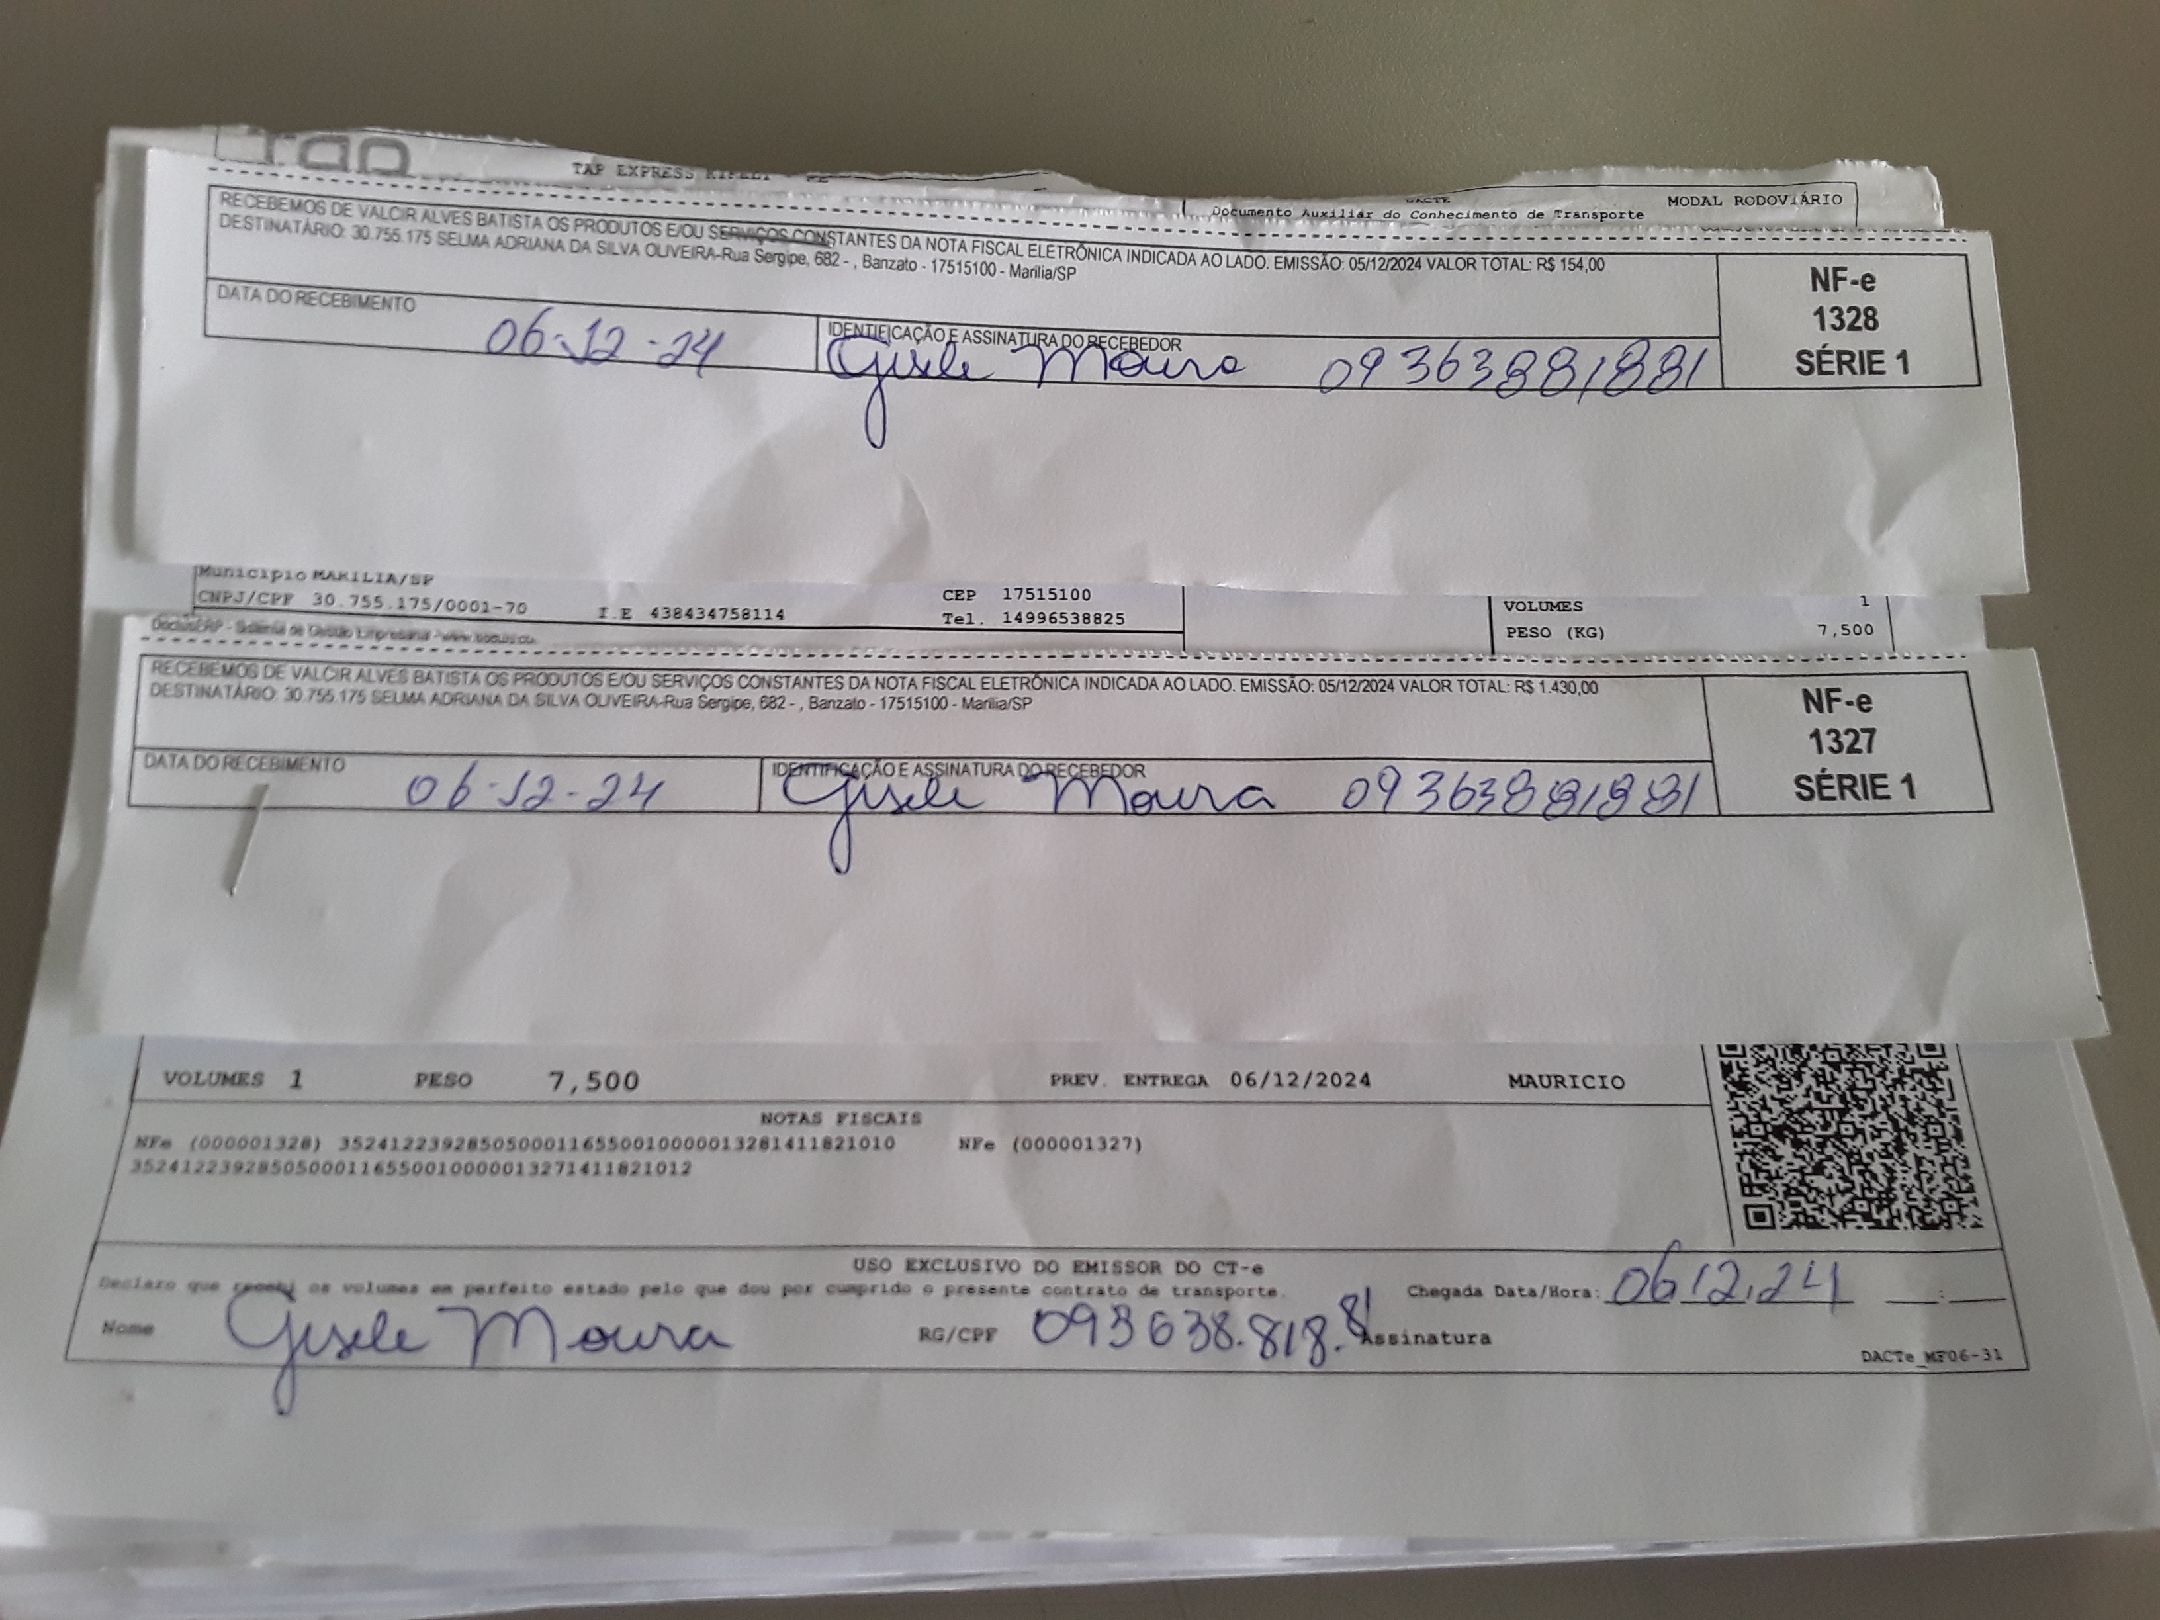 Tap
TAP EXPRESS EIRELI
DACTE
MODAL RODOVIÁRIO
Documento Auxiliar do Conhecimento de Transporte
RECEBEMOS DE VALCIR ALVES BATISTA OS PRODUTOS E/OU SERVIÇOS CONSTANTES DA NOTA FISCAL ELETRÔNICA INDICADA AO LADO. EMISSÃO: 05/12/2024 VALOR TOTAL: R$ 154,00
DESTINATÁRIO: 30.755.175 SELMA ADRIANA DA SILVA OLIVEIRA-Rua Sergipe, 682 - , Banzato - 17515100 - Marilia/SP
NF-e
1328
SÉRIE 1
DATA DO RECEBIMENTO
06-12-24
IDENTIFICAÇÃO E ASSINATURA DO RECEBEDOR
Gisele Moura 09363881881
Município MARILIA/SP
CNPJ/CPF 30.755.175/0001-70 I.E 438434758114
CEP 17515100
Tel. 14996538825
VOLUMES 1
PESO (KG) 7,500
RECEBEMOS DE VALCIR ALVES BATISTA OS PRODUTOS E/OU SERVIÇOS CONSTANTES DA NOTA FISCAL ELETRÔNICA INDICADA AO LADO. EMISSÃO: 05/12/2024 VALOR TOTAL: R$ 1.430,00
DESTINATÁRIO: 30.755.175 SELMA ADRIANA DA SILVA OLIVEIRA-Rua Sergipe, 682 - , Banzato - 17515100 - Marilia/SP
NF-e
1327
SÉRIE 1
DATA DO RECEBIMENTO
06-12-24
IDENTIFICAÇÃO E ASSINATURA DO RECEBEDOR
Gisele Moura 09363881881
VOLUMES 1 PESO 7,500 PREV. ENTREGA 06/12/2024 MAURICIO
NOTAS FISCAIS
NFe (000001328) 35241223928505000116550010000013281411821010 NFe (000001327)
35241223928505000116550010000013271411821012
USO EXCLUSIVO DO EMISSOR DO CT-e
Declaro que recebi os volumes em perfeito estado pelo que dou por cumprido o presente contrato de transporte.
Chegada Data/Hora: 06/12.24 ___:___
Nome Gisele Moura RG/CPF 093638.818.81 Assinatura
DACTe_MF06-31